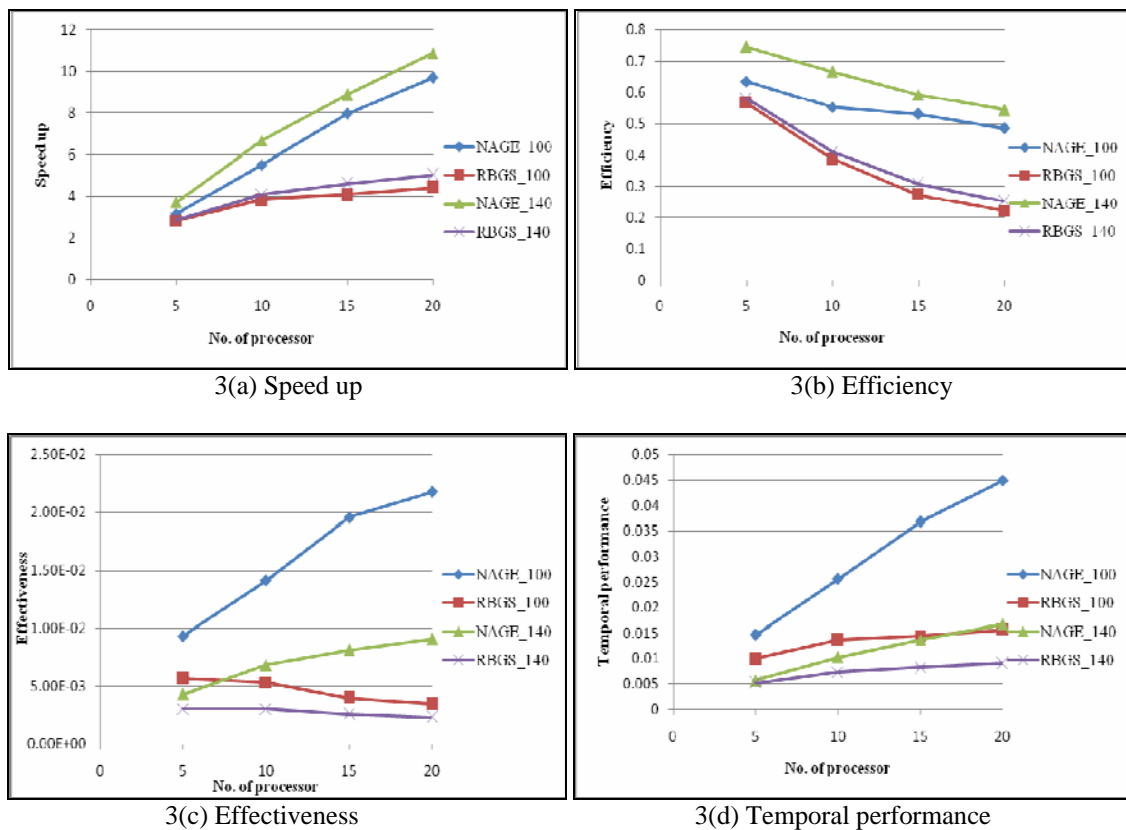 12
10
8
6
4
2
0
Speed up
0
5
10
15
20
No. of processor
NAGE_100
RBGS_100
NAGE_140
RBGS_140
3(a) Speed up
0.8
0.7
0.6
0.5
0.4
0.3
0.2
0.1
0
Efficiency
0
5
10
15
20
No. of processor
NAGE_100
RBGS_100
NAGE_140
RBGS_140
3(b) Efficiency
2.50E-02
2.00E-02
1.50E-02
1.00E-02
5.00E-03
0.00E+00
Effectiveness
0
5
10
15
20
No. of processor
NAGE_100
RBGS_100
NAGE_140
RBGS_140
3(c) Effectiveness
0.05
0.045
0.04
0.035
0.03
0.025
0.02
0.015
0.01
0.005
0
Temporal performance
0
5
10
15
20
No. of processor
NAGE_100
RBGS_100
NAGE_140
RBGS_140
3(d) Temporal performance